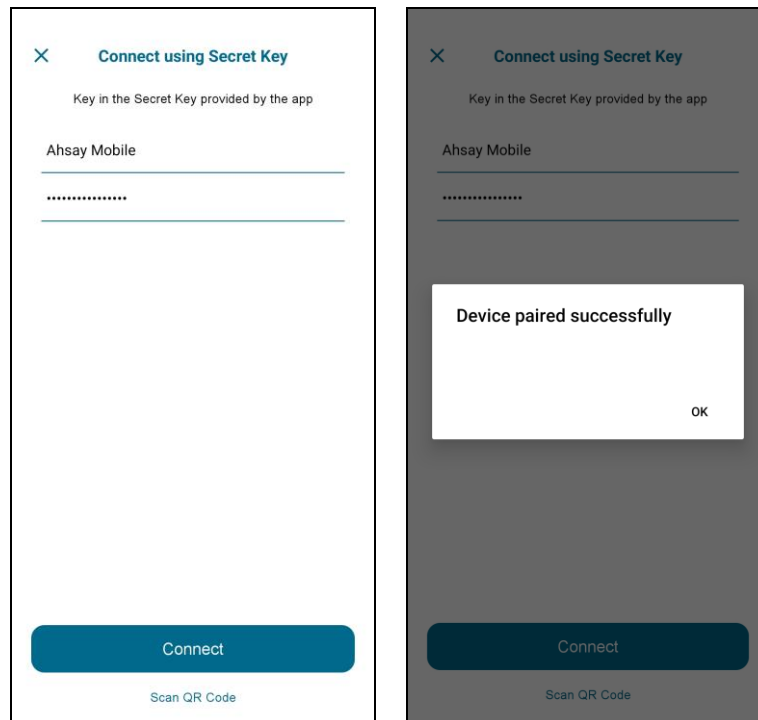 Connect using Secret Key
Key in the Secret Key provided by the app
Ahsay Mobile
••••••••••••••••
Connect
Scan QR Code
Connect using Secret Key
Key in the Secret Key provided by the app
Ahsay Mobile
••••••••••••••••
Device paired successfully
OK
Connect
Scan QR Code